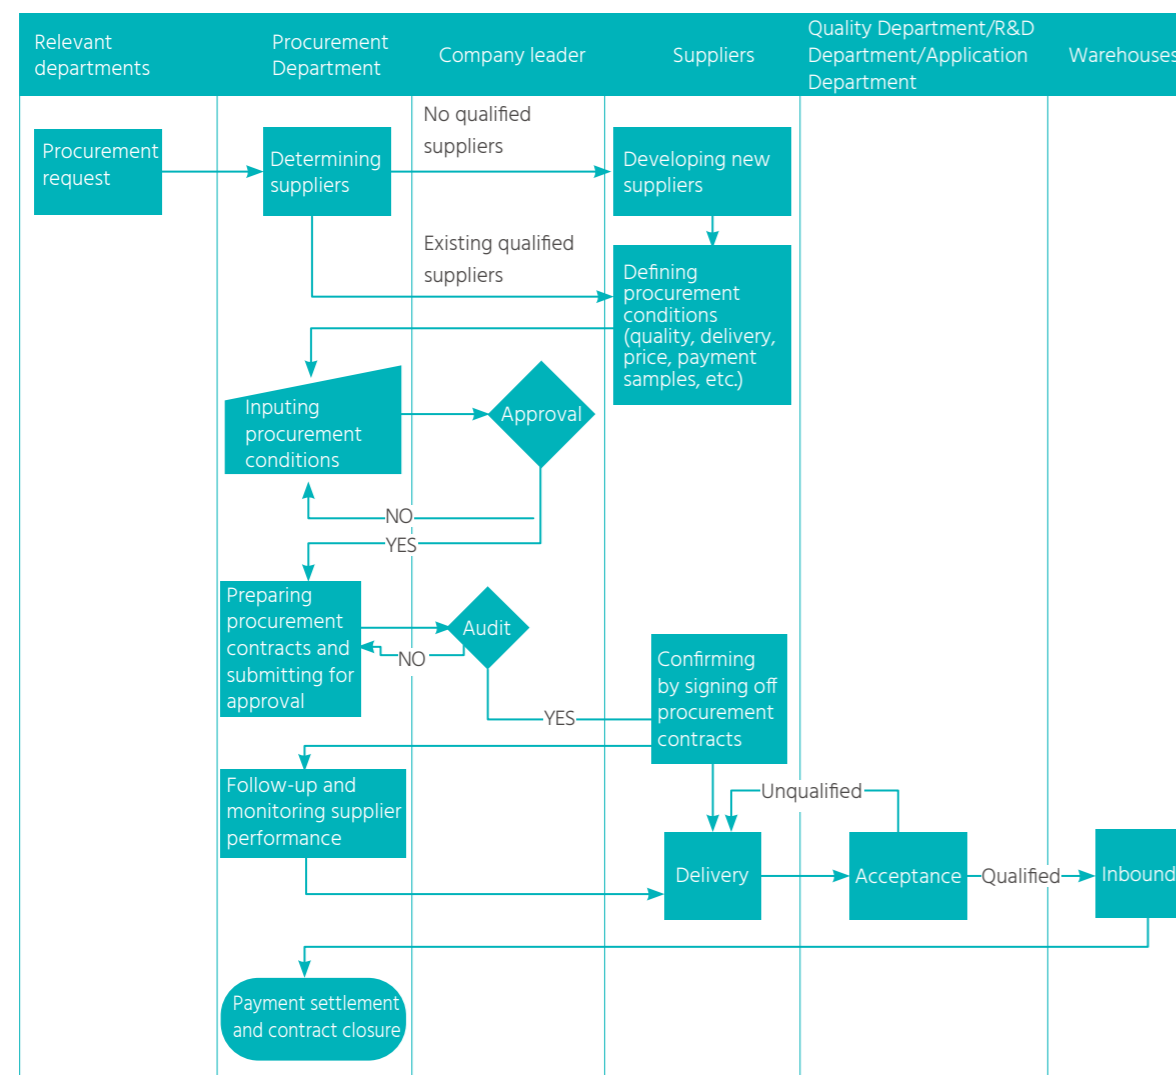 Relevant
departments
Procurement
Department
Company leader
Suppliers
Quality Department/R&D
Department/Application
Department
Warehouses
No qualified
suppliers
Procurement
request
Determining
suppliers
Developing new
suppliers
Existing qualified
suppliers
Defining
procurement
conditions
(quality, delivery,
price, payment
samples, etc.)
Inputing
procurement
conditions
Approval
NO
YES
Preparing
procurement
contracts and
submitting for
approval
Audit
NO
Confirming
by signing off
procurement
contracts
YES
Follow-up and
monitoring supplier
performance
Unqualified
Delivery
Acceptance
Qualified
Inbound
Payment settlement
and contract closure